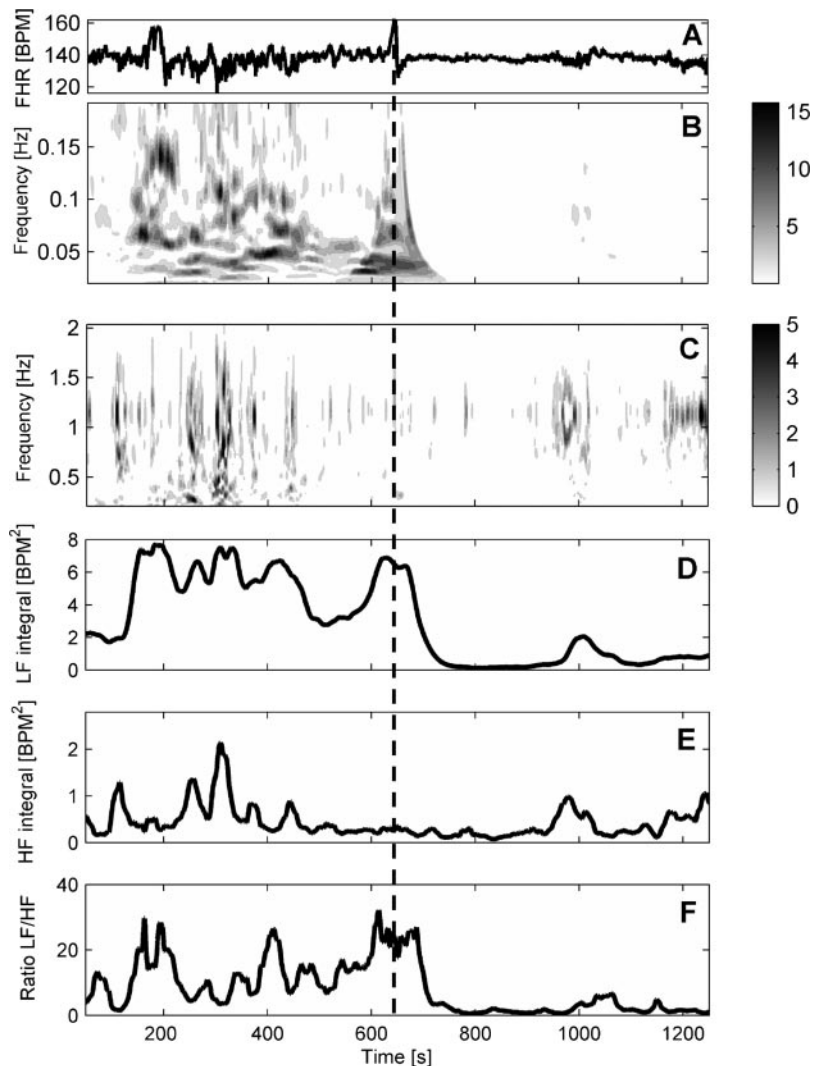 160
140
120
FHR [BPM]
A
0.15
0.1
0.05
Frequency [Hz]
B
15
10
5
2
1.5
1
0.5
Frequency [Hz]
C
5
4
3
2
1
0
8
6
4
2
0
LF integral [BPM²]
D
2
1
0
HF integral [BPM²]
E
40
20
0
Ratio LF/HF
F
200 400 600 800 1000 1200
Time [s]